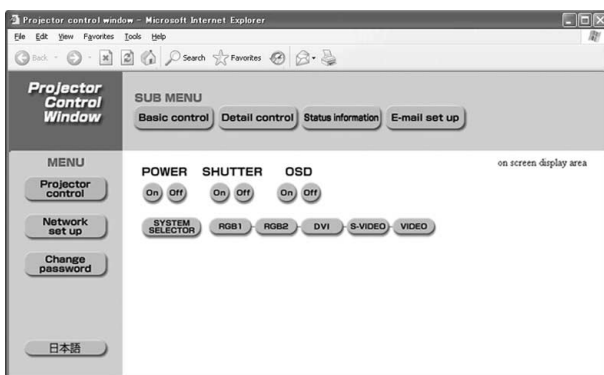 Projector control window - Microsoft Internet Explorer
File Edit View Favorites Tools Help
Back Search Favorites
Projector
Control
Window
SUB MENU
Basic control Detail control Status information E-mail set up
MENU
Projector
control
Network
set up
Change
password
日本語
POWER SHUTTER OSD
On Off On Off On Off
SYSTEM
SELECTOR RGB1 RGB2 DVI S-VIDEO VIDEO
on screen display area